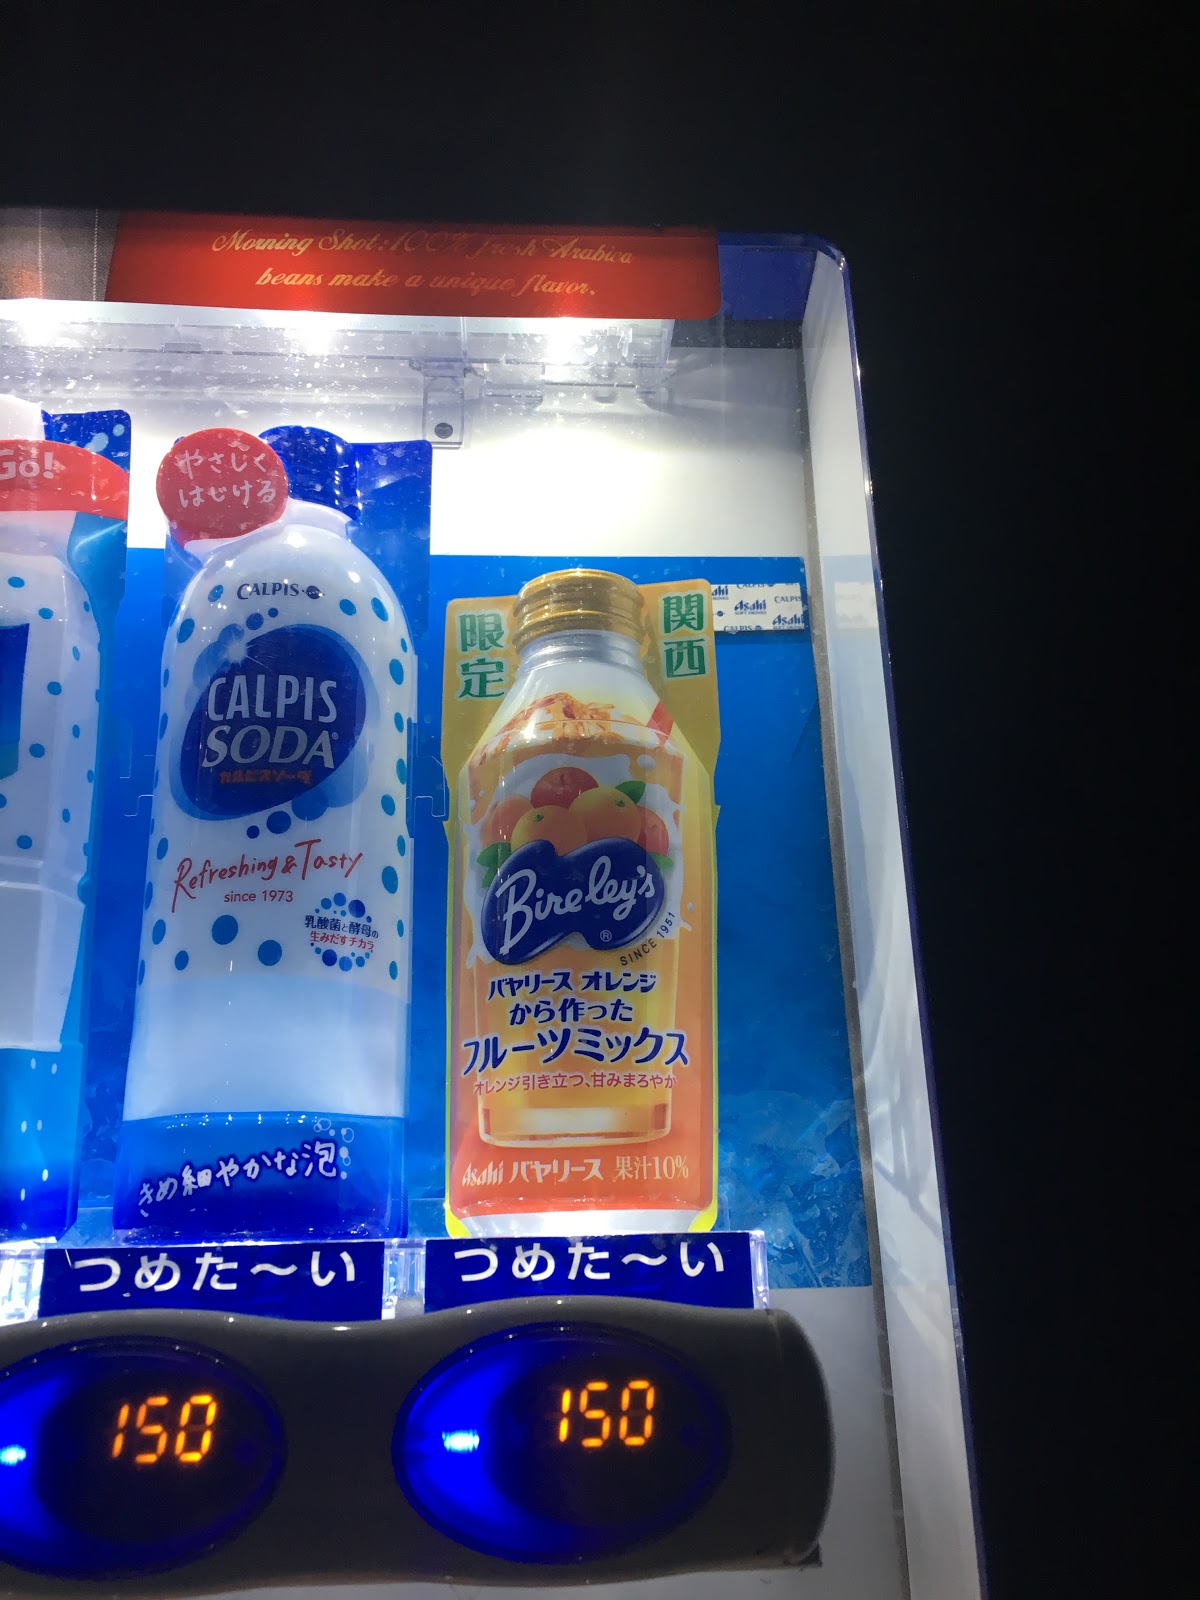 Morning Shot: 100% fresh Arabica
beans make a unique flavor.
Go!
やさしく
はじける
CALPIS
CALPIS
SODA
カルピスソーダ
Refreshing & Tasty
since 1973
乳酸菌と酵母の
生みだすチカラ
きめ細やかな泡
限定
関西
Asahi
SOFT DRINKS
CALPIS
Asahi
Bireley's
®
SINCE 1951
バヤリース オレンジ
から作った
フルーツミックス
オレンジ引き立つ、甘みまろやか
Asahi バヤリース 果汁10%
つめた〜い
つめた〜い
150
150